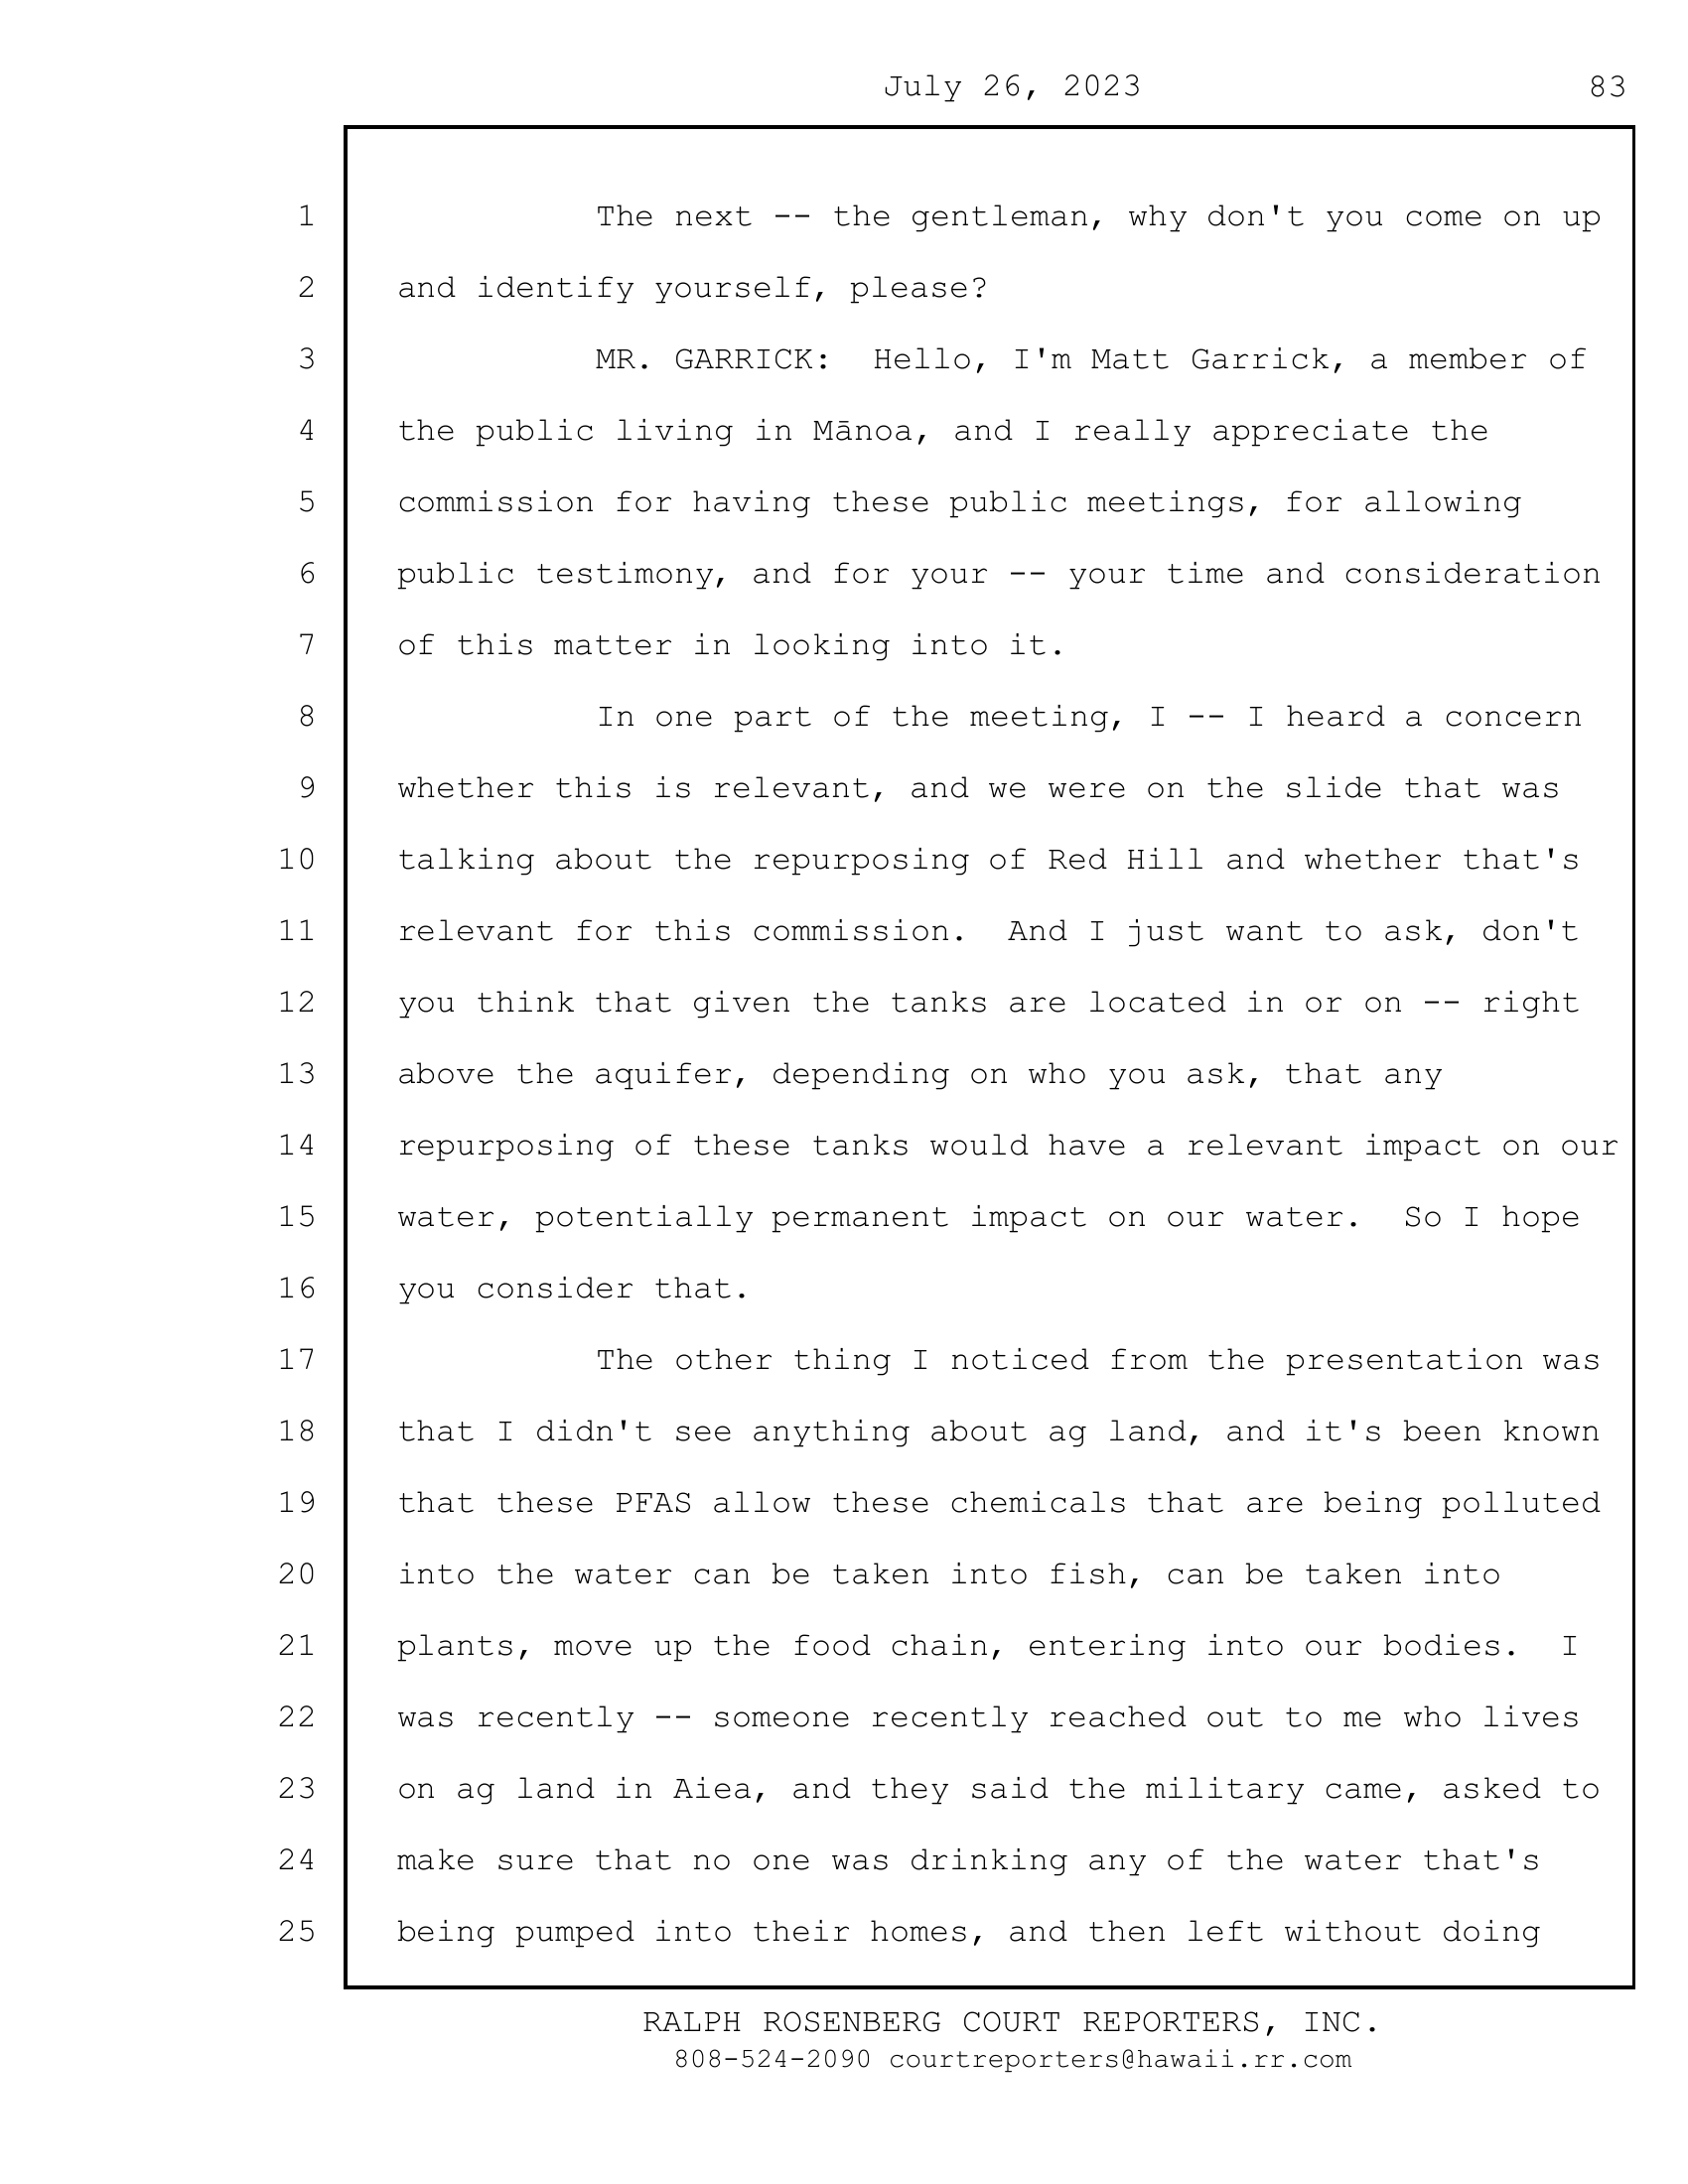 July 26, 2023 83
1 The next -- the gentleman, why don't you come on up
2 and identify yourself, please?
3 MR. GARRICK: Hello, I'm Matt Garrick, a member of
4 the public living in Mānoa, and I really appreciate the
5 commission for having these public meetings, for allowing
6 public testimony, and for your -- your time and consideration
7 of this matter in looking into it.
8 In one part of the meeting, I -- I heard a concern
9 whether this is relevant, and we were on the slide that was
10 talking about the repurposing of Red Hill and whether that's
11 relevant for this commission. And I just want to ask, don't
12 you think that given the tanks are located in or on -- right
13 above the aquifer, depending on who you ask, that any
14 repurposing of these tanks would have a relevant impact on our
15 water, potentially permanent impact on our water. So I hope
16 you consider that.
17 The other thing I noticed from the presentation was
18 that I didn't see anything about ag land, and it's been known
19 that these PFAS allow these chemicals that are being polluted
20 into the water can be taken into fish, can be taken into
21 plants, move up the food chain, entering into our bodies. I
22 was recently -- someone recently reached out to me who lives
23 on ag land in Aiea, and they said the military came, asked to
24 make sure that no one was drinking any of the water that's
25 being pumped into their homes, and then left without doing
RALPH ROSENBERG COURT REPORTERS, INC.
808-524-2090 courtreporters@hawaii.rr.com